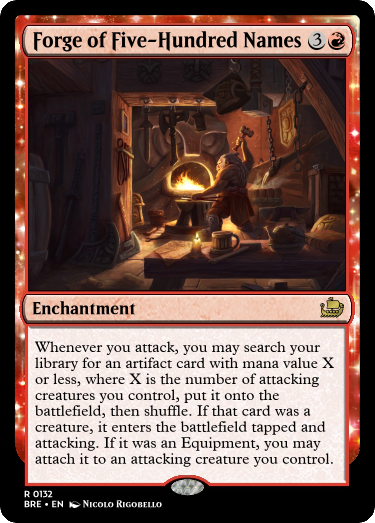 Forge of Five-Hundred Names 3
Enchantment
Whenever you attack, you may search your
library for an artifact card with mana value X
or less, where X is the number of attacking
creatures you control, put it onto the
battlefield, then shuffle. If that card was a
creature, it enters the battlefield tapped and
attacking. If it was an Equipment, you may
attach it to an attacking creature you control.
R 0132
BRE • EN Nicolo Rigobello